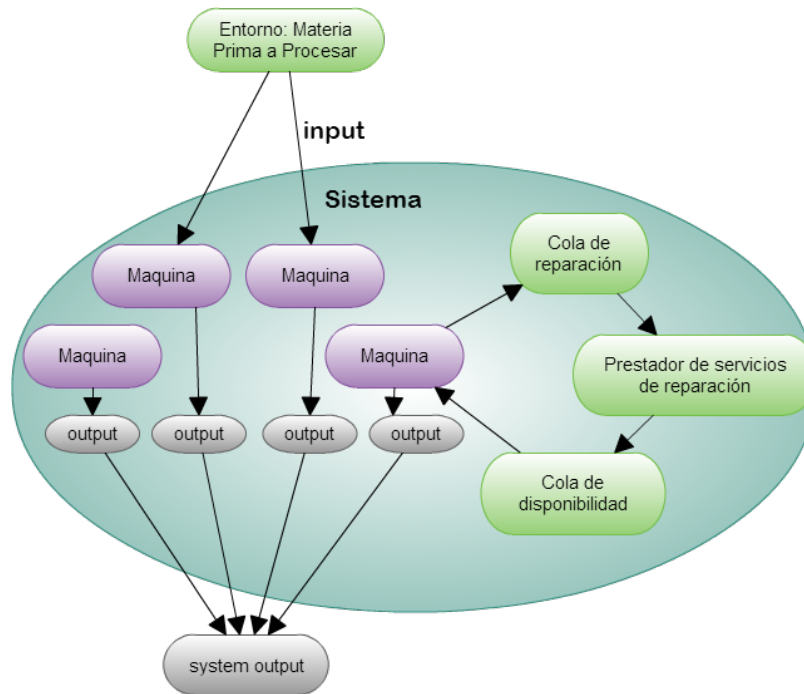 Entorno: Materia
Prima a Procesar
input
Sistema
Cola de
reparación
Maquina
Maquina
Maquina
Maquina
Prestador de servicios
de reparación
output
output
output
output
Cola de
disponibilidad
system output